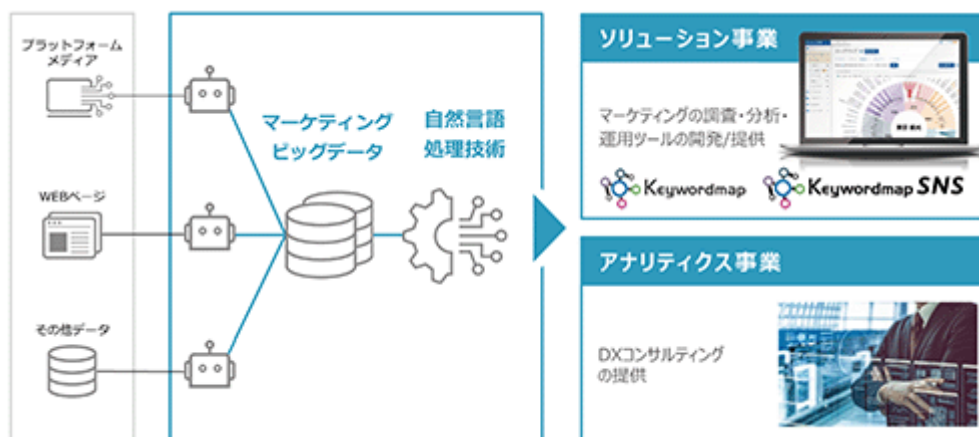 プラットフォーム
メディア
WEBページ
その他データ
マーケティング
ビッグデータ
自然言語
処理技術
ソリューション事業
マーケティングの調査・分析・
運用ツールの開発/提供
Keywordmap
Keywordmap SNS
アナリティクス事業
DXコンサルティング
の提供